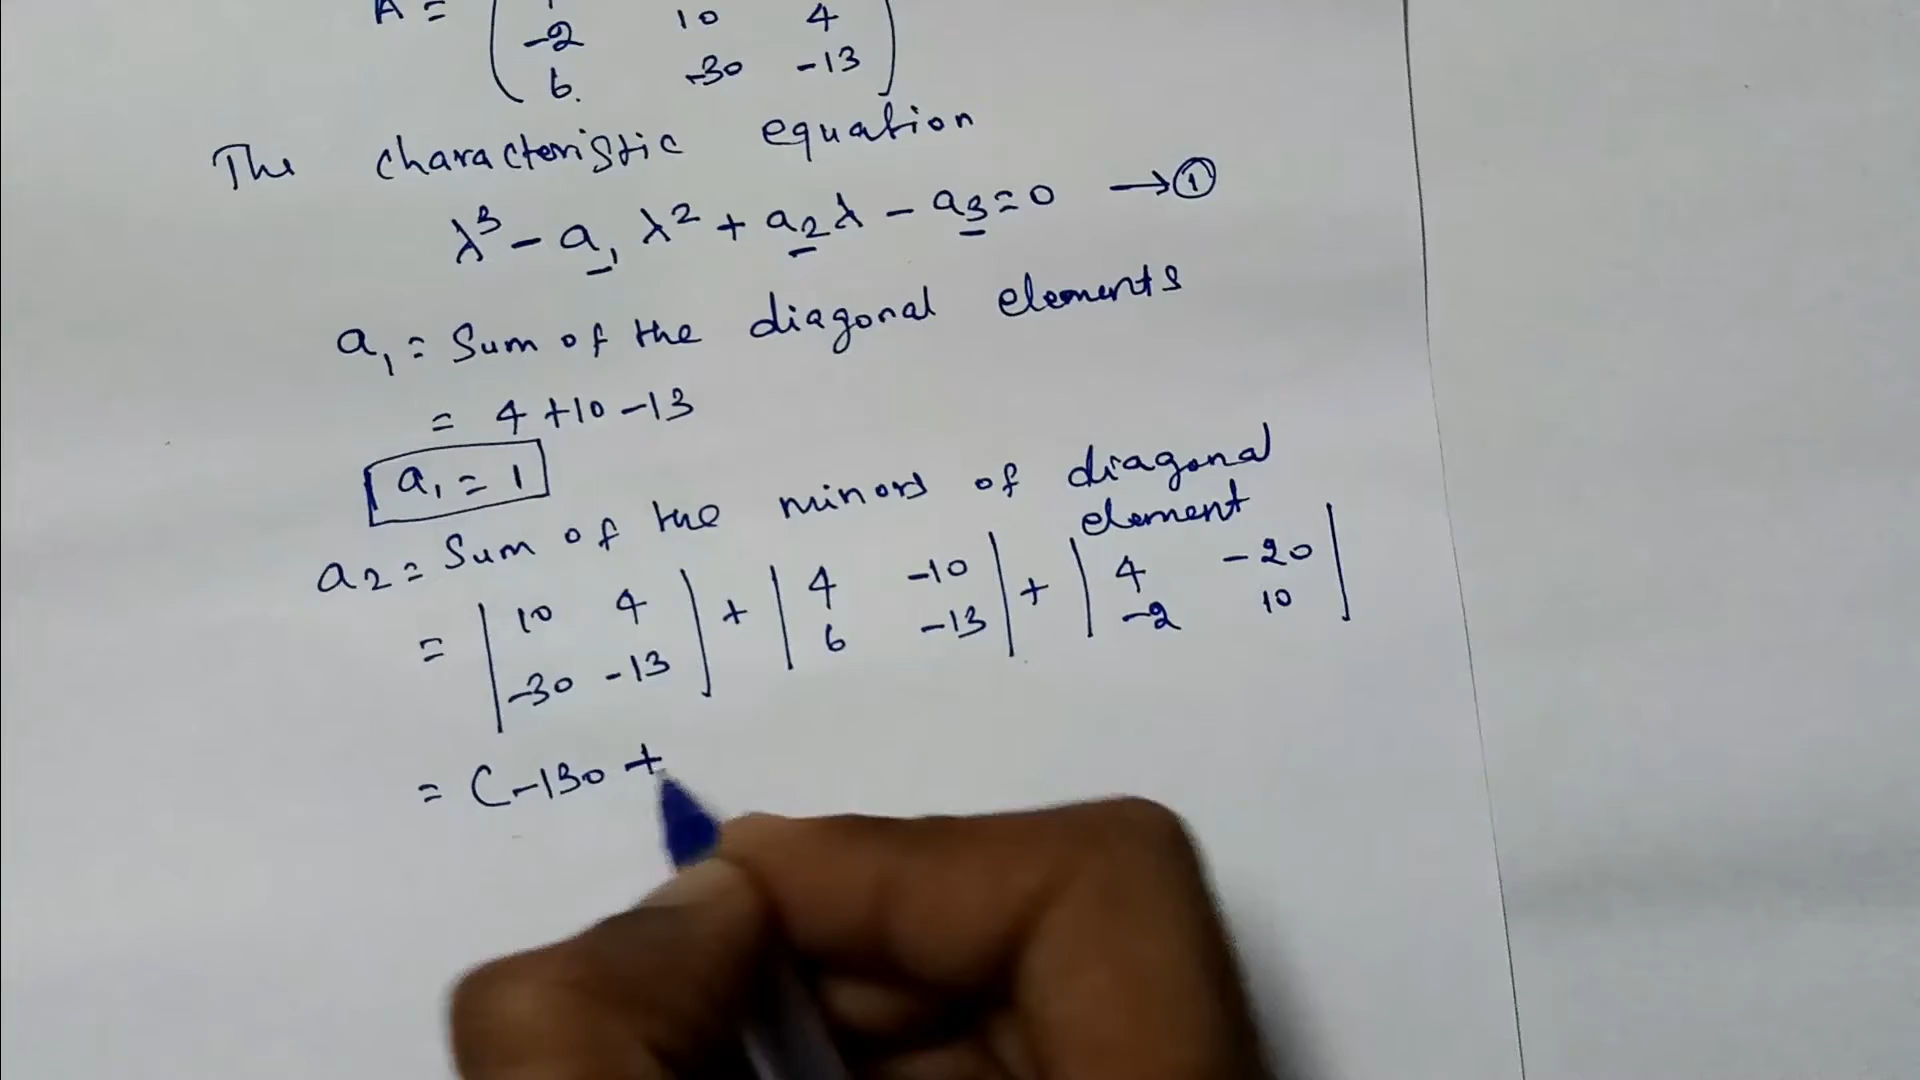 A =
-2 10 4
6. -30 -13
The characteristic equation
λ³ - a₁ λ² + a₂λ - a₃ = 0 → ①
a₁ = Sum of the diagonal elements
= 4 +10 -13
a₁ = 1
a₂ = Sum of the minors of diagonal
element
= | 10 4 | + | 4 -10 | + | 4 -20 |
| -30 -13 | | 6 -13 | | -2 10 |
= (-130 +